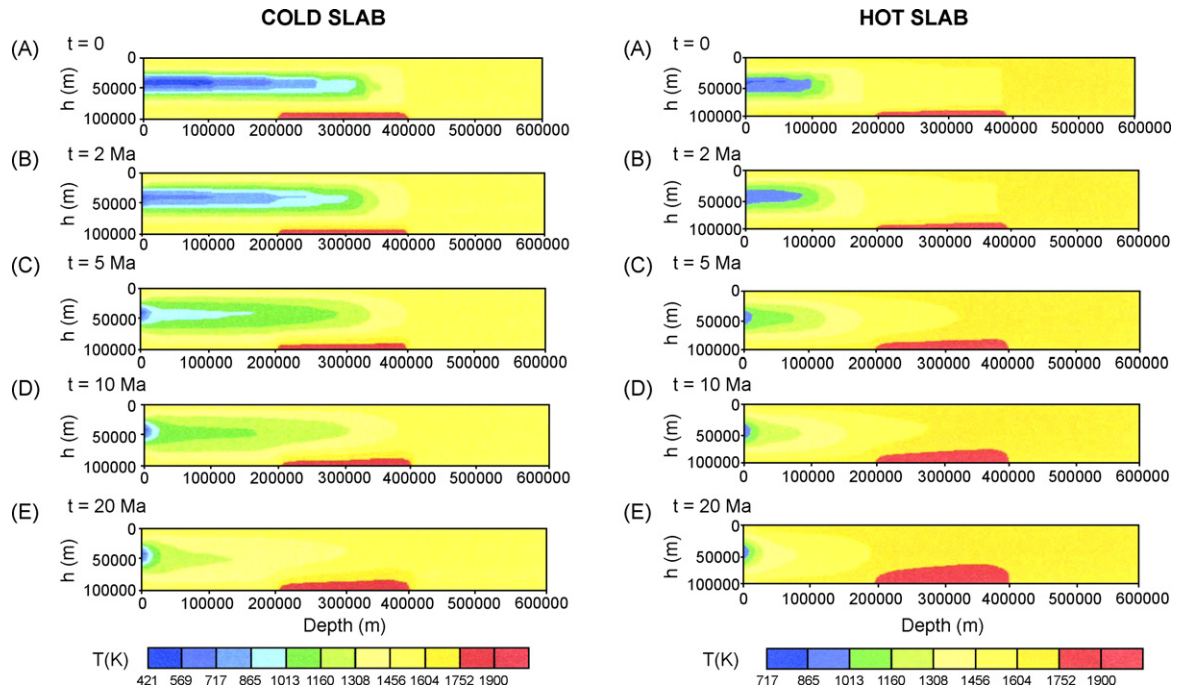 COLD SLAB
(A) t = 0
0
50000
100000
h (m)
0 100000 200000 300000 400000 500000 600000
(B) t = 2 Ma
0
50000
100000
h (m)
0 100000 200000 300000 400000 500000 600000
(C) t = 5 Ma
0
50000
100000
h (m)
0 100000 200000 300000 400000 500000 600000
(D) t = 10 Ma
0
50000
100000
h (m)
0 100000 200000 300000 400000 500000 600000
(E) t = 20 Ma
0
50000
100000
h (m)
0 100000 200000 300000 400000 500000 600000
Depth (m)
T(K)
421 569 717 865 1013 1160 1308 1456 1604 1752 1900
HOT SLAB
(A) t = 0
0
50000
100000
h (m)
0 100000 200000 300000 400000 500000 600000
(B) t = 2 Ma
0
50000
100000
h (m)
0 100000 200000 300000 400000 500000 600000
(C) t = 5 Ma
0
50000
100000
h (m)
0 100000 200000 300000 400000 500000 600000
(D) t = 10 Ma
0
50000
100000
h (m)
0 100000 200000 300000 400000 500000 600000
(E) t = 20 Ma
0
50000
100000
h (m)
0 100000 200000 300000 400000 500000 600000
Depth (m)
T(K)
717 865 1013 1160 1308 1456 1604 1752 1900